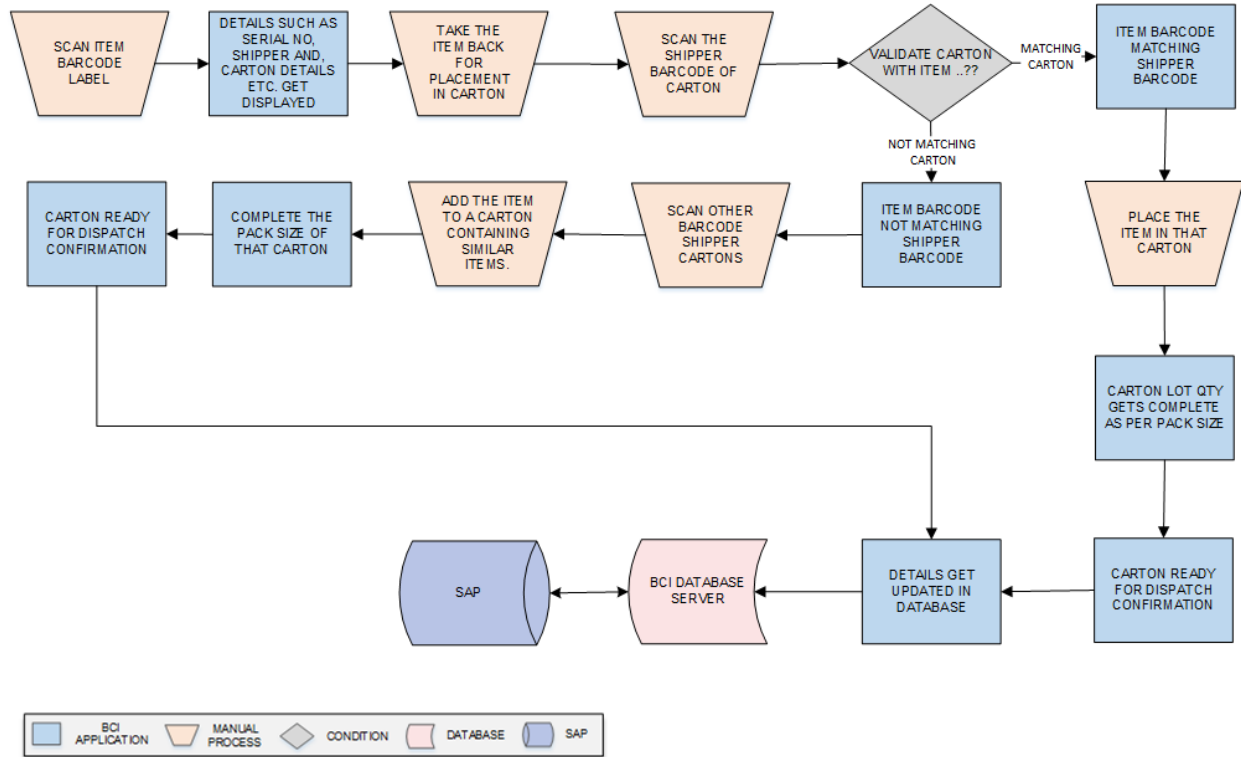 SCAN ITEM
BARCODE
LABEL
DETAILS SUCH AS
SERIAL NO,
SHIPPER AND,
CARTON DETAILS
ETC. GET
DISPLAYED
TAKE THE
ITEM BACK
FOR
PLACEMENT
IN CARTON
SCAN THE
SHIPPER
BARCODE OF
CARTON
VALIDATE CARTON
WITH ITEM ..??
MATCHING
CARTON
ITEM BARCODE
MATCHING
SHIPPER
BARCODE
NOT MATCHING
CARTON
CARTON READY
FOR DISPATCH
CONFIRMATION
COMPLETE THE
PACK SIZE OF
THAT CARTON
ADD THE ITEM
TO A CARTON
CONTAINING
SIMILAR
ITEMS.
SCAN OTHER
BARCODE
SHIPPER
CARTONS
ITEM BARCODE
NOT MATCHING
SHIPPER
BARCODE
PLACE THE
ITEM IN THAT
CARTON
CARTON LOT QTY
GETS COMPLETE
AS PER PACK SIZE
SAP
BCI DATABASE
SERVER
DETAILS GET
UPDATED IN
DATABASE
CARTON READY
FOR DISPATCH
CONFIRMATION
BCI
APPLICATION
MANUAL
PROCESS
CONDITION
DATABASE
SAP